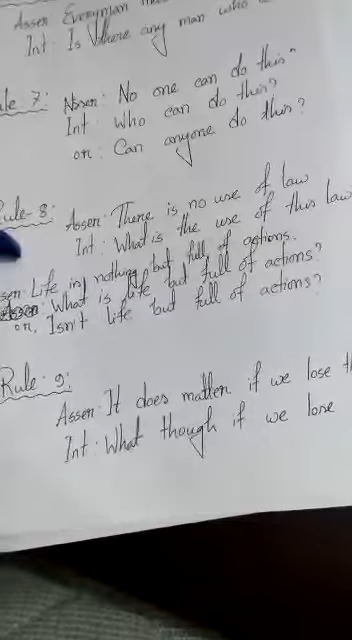 Assen Everyman
Int: Is there any man who
7: Assen: No one can do this.
Int: Who can do this?
or: Can anyone do this?
Rule-8: Assen: There is no use of law
Int: What is the use of this law
sen: Life is nothing but full of actions.
What is life but full of actions?
or, Isn't life but full of actions?
Rule: 9:
Assen: It does matter if we lose
Int: What though if we lose